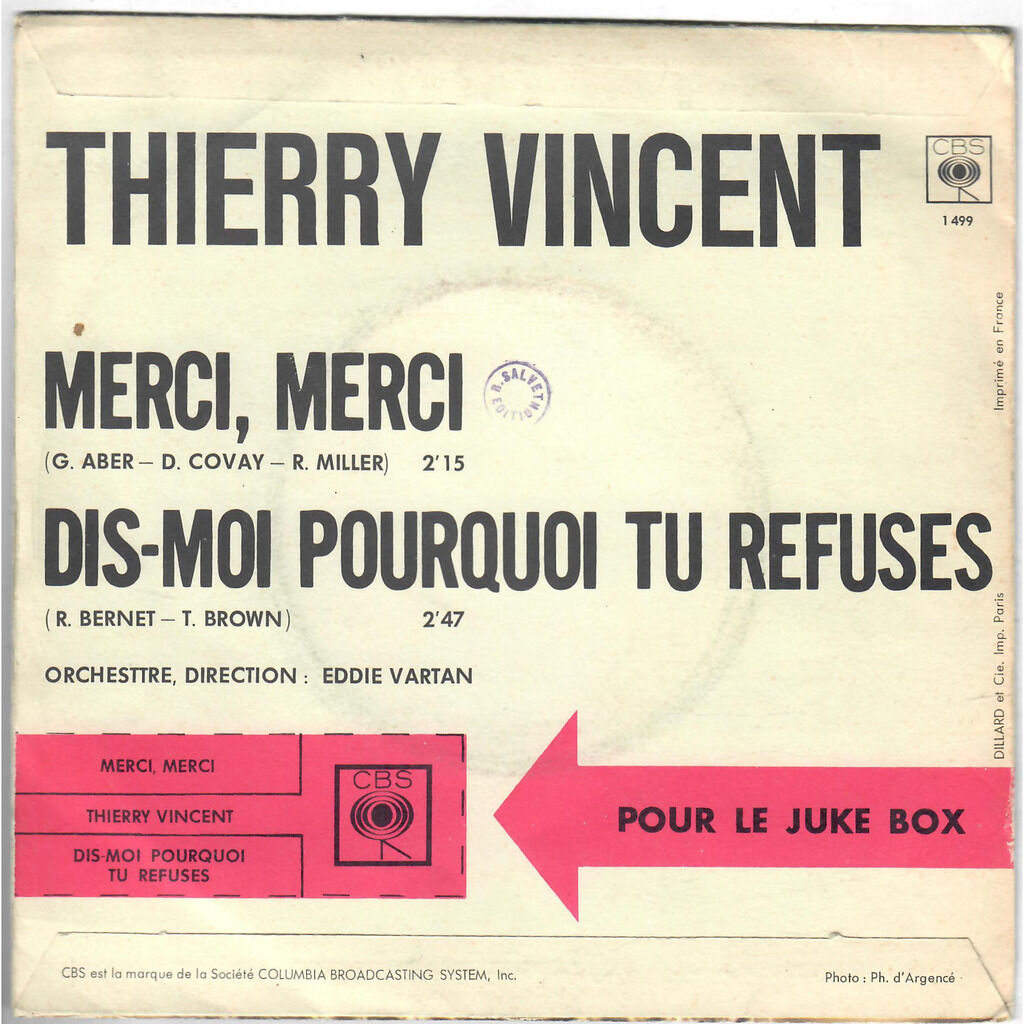 THIERRY VINCENT
CBS
1 499
MERCI, MERCI
R. SALVET
EDITION
(G. ABER – D. COVAY – R. MILLER) 2'15
DIS-MOI POURQUOI TU REFUSES
(R. BERNET – T. BROWN) 2'47
ORCHESTTRE, DIRECTION : EDDIE VARTAN
MERCI, MERCI
THIERRY VINCENT
DIS-MOI POURQUOI
TU REFUSES
CBS
POUR LE JUKE BOX
CBS est la marque de la Société COLUMBIA BROADCASTING SYSTEM, Inc.
Photo : Ph. d'Argencé
Imprimé en France
DILLARD et Cie. Imp. Paris